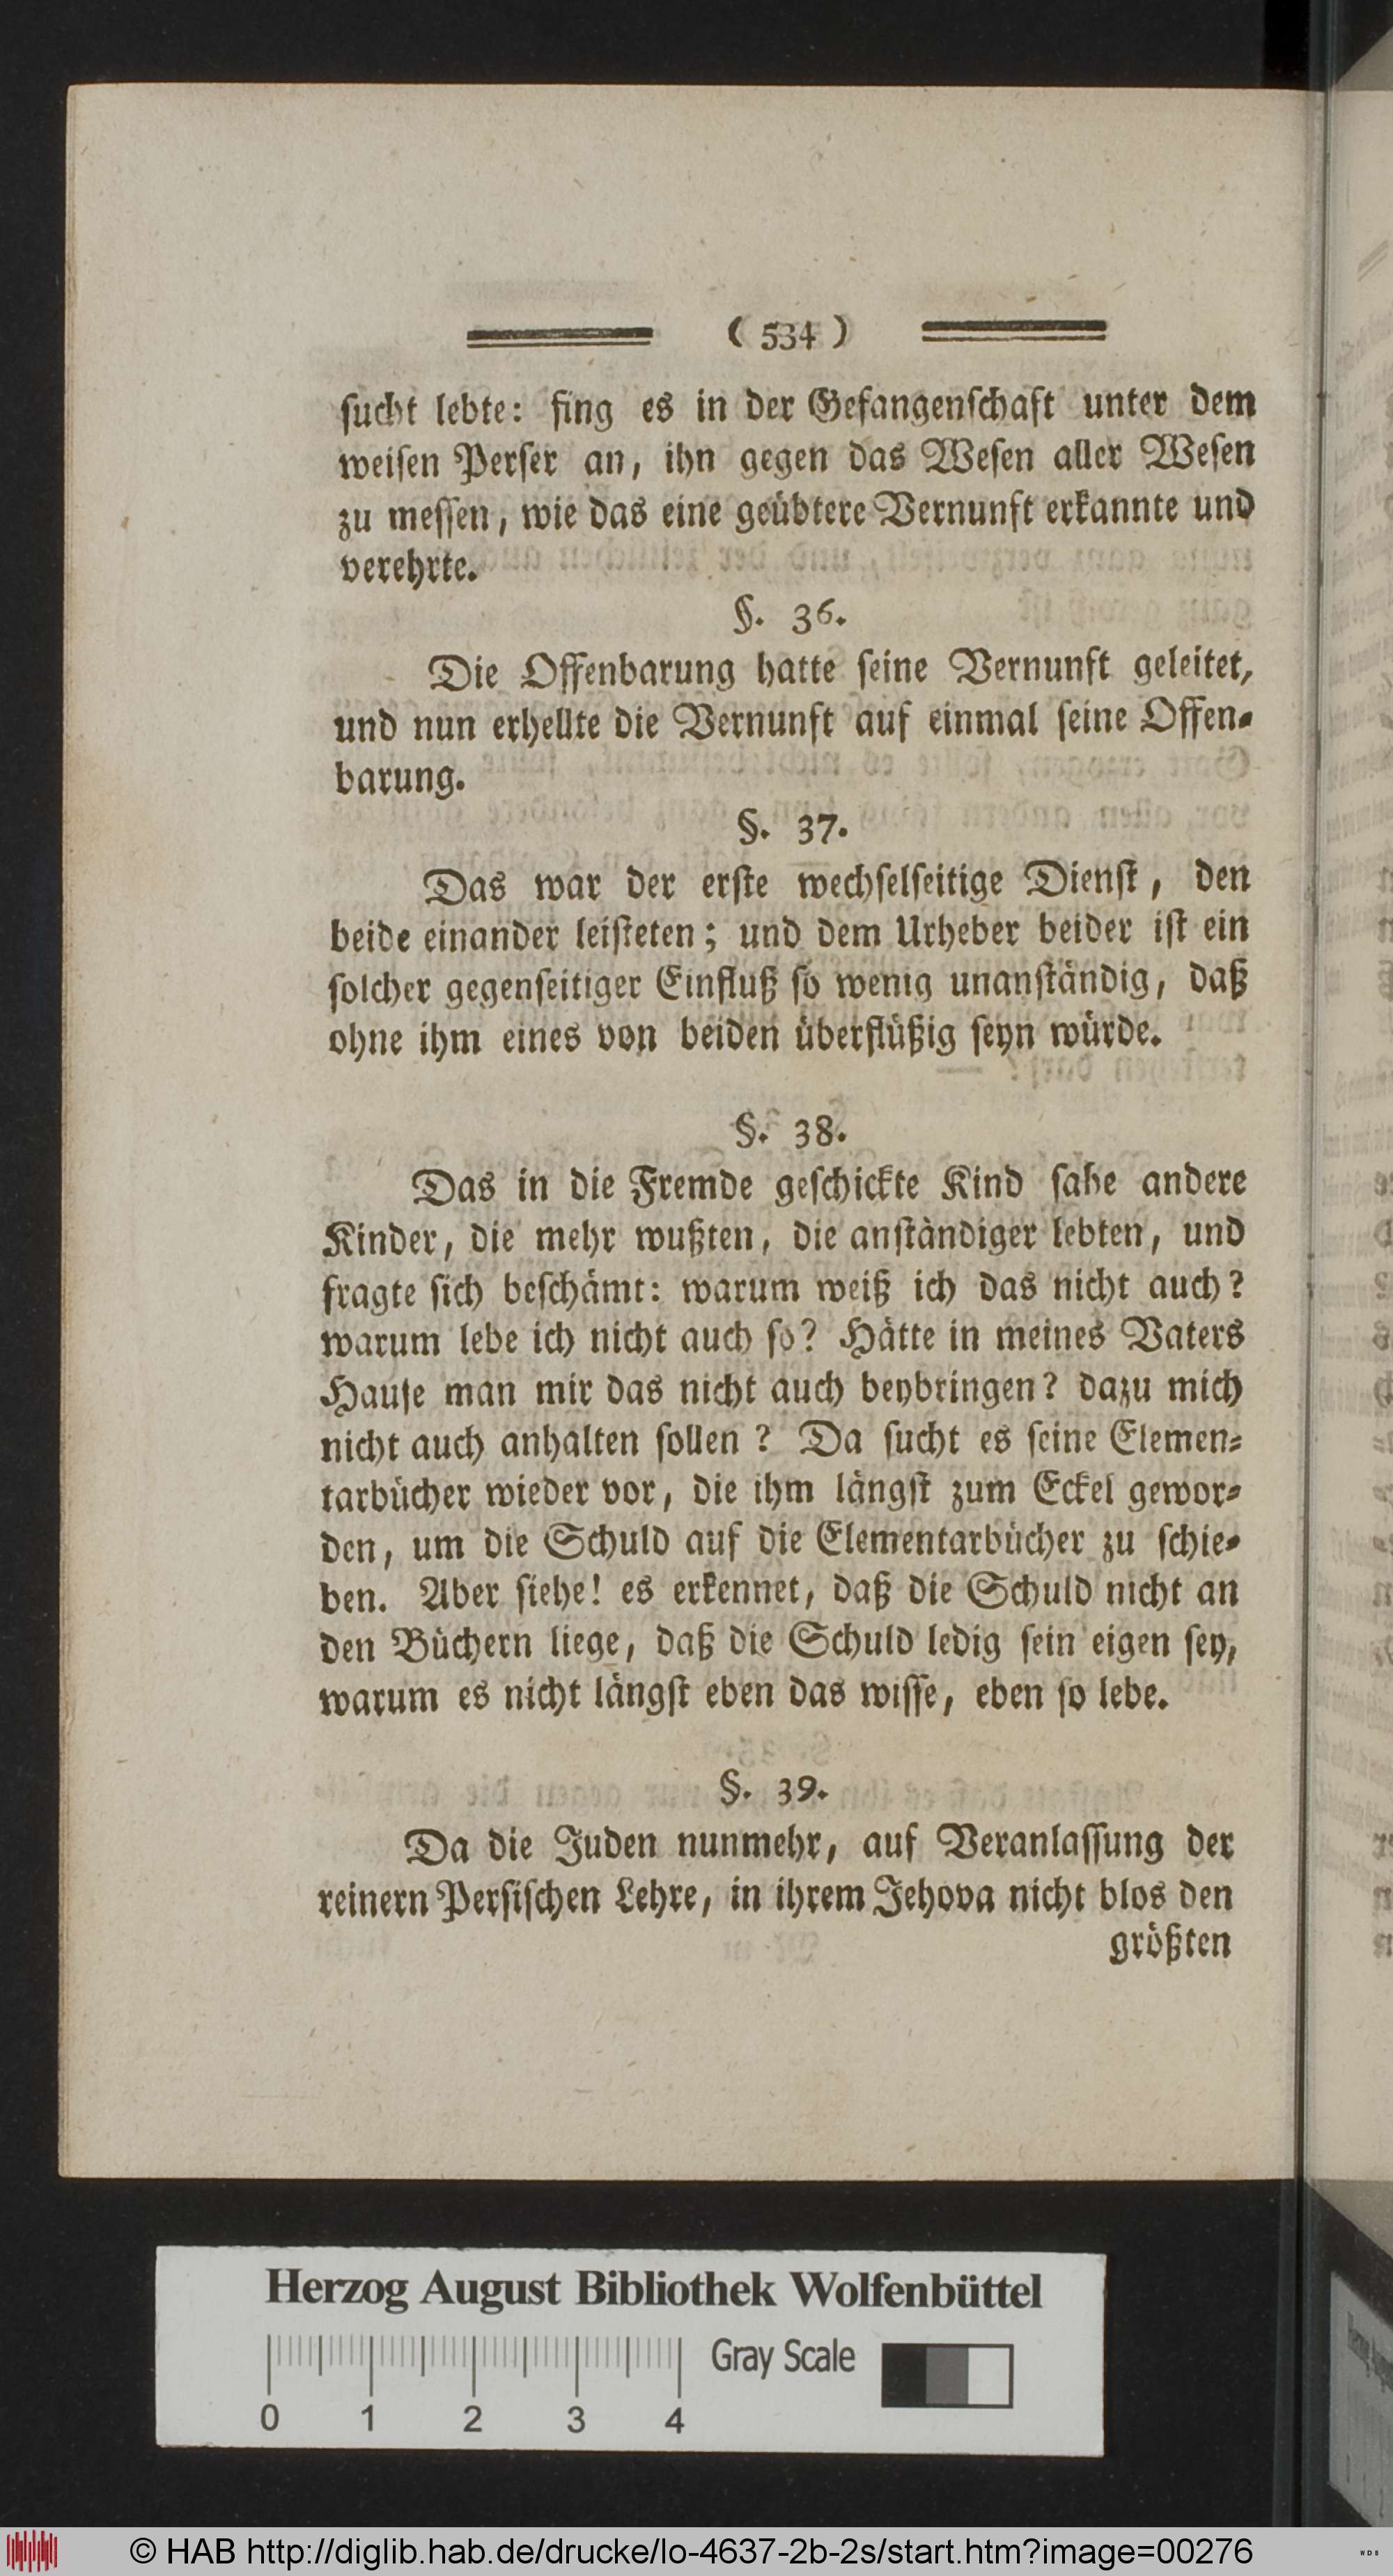 ( 534 )
sucht lebte: fing es in der Gefangenschaft unter dem
weisen Perser an, ihn gegen das Wesen aller Wesen
zu messen, wie das eine geübtere Vernunft erkannte und
verehrte.
§. 36.
Die Offenbarung hatte seine Vernunft geleitet,
und nun erhellte die Vernunft auf einmal seine Offen-
barung.
§. 37.
Das war der erste wechselseitige Dienst, den
beide einander leisteten; und dem Urheber beider ist ein
solcher gegenseitiger Einfluß so wenig unanständig, daß
ohne ihm eines von beiden überflüßig seyn würde.
§. 38.
Das in die Fremde geschickte Kind sahe andere
Kinder, die mehr wußten, die anständiger lebten, und
fragte sich beschämt: warum weiß ich das nicht auch?
warum lebe ich nicht auch so? Hätte in meines Vaters
Hause man mir das nicht auch beybringen? dazu mich
nicht auch anhalten sollen? Da sucht es seine Elemen-
tarbücher wieder vor, die ihm längst zum Eckel gewor-
den, um die Schuld auf die Elementarbücher zu schie-
ben. Aber siehe! es erkennet, daß die Schuld nicht an
den Büchern liege, daß die Schuld ledig sein eigen sey,
warum es nicht längst eben das wisse, eben so lebe.
§. 39.
Da die Juden nunmehr, auf Veranlassung der
reinern Persischen Lehre, in ihrem Jehova nicht blos den
größten
Herzog August Bibliothek Wolfenbüttel
Gray Scale
0 1 2 3 4
© HAB http://diglib.hab.de/drucke/lo-4637-2b-2s/start.htm?image=00276